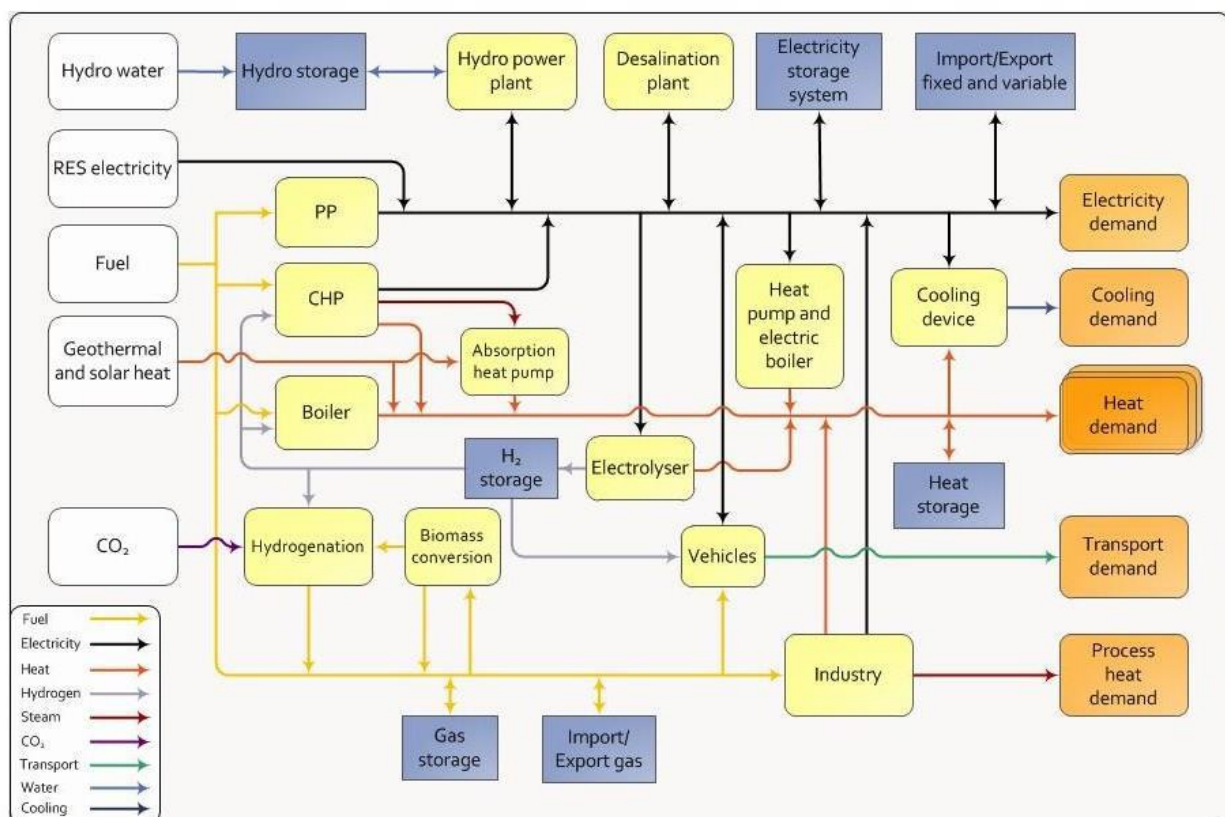 Hydro water
Hydro storage
Hydro power
plant
Desalination
plant
Electricity
storage
system
Import/Export
fixed and variable
RES electricity
PP
Electricity
demand
Fuel
CHP
Heat
pump and
electric
boiler
Cooling
device
Cooling
demand
Geothermal
and solar heat
Absorption
heat pump
Boiler
Heat
demand
H₂
storage
Electrolyser
Heat
storage
CO₂
Hydrogenation
Biomass
conversion
Vehicles
Transport
demand
Fuel
Electricity
Heat
Hydrogen
Steam
CO₂
Transport
Water
Cooling
Industry
Process
heat
demand
Gas
storage
Import/
Export gas